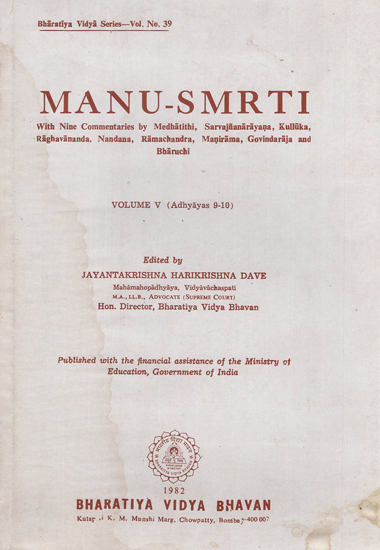 Bhāratīya Vidyā Series—Vol. No. 39
MANU-SMRTI
With Nine Commentaries by Medhātithi, Sarvajñanārāyaṇa, Kullūka,
Rāghavānanda, Nandana, Rāmachandra, Maṇirāma, Govindarāja and
Bhāruchi
VOLUME V (Adhyāyas 9-10)
Edited by
JAYANTAKRISHNA HARIKRISHNA DAVE
Mahāmahopādhyāya, Vidyāvāchaspati
M.A., LL.B., ADVOCATE (SUPREME COURT)
Hon. Director, Bharatiya Vidya Bhavan
Published with the financial assistance of the Ministry of
Education, Government of India
1982
BHARATIYA VIDYA BHAVAN
K. M. Munshi Marg, Chowpatty, Bombay-400 007